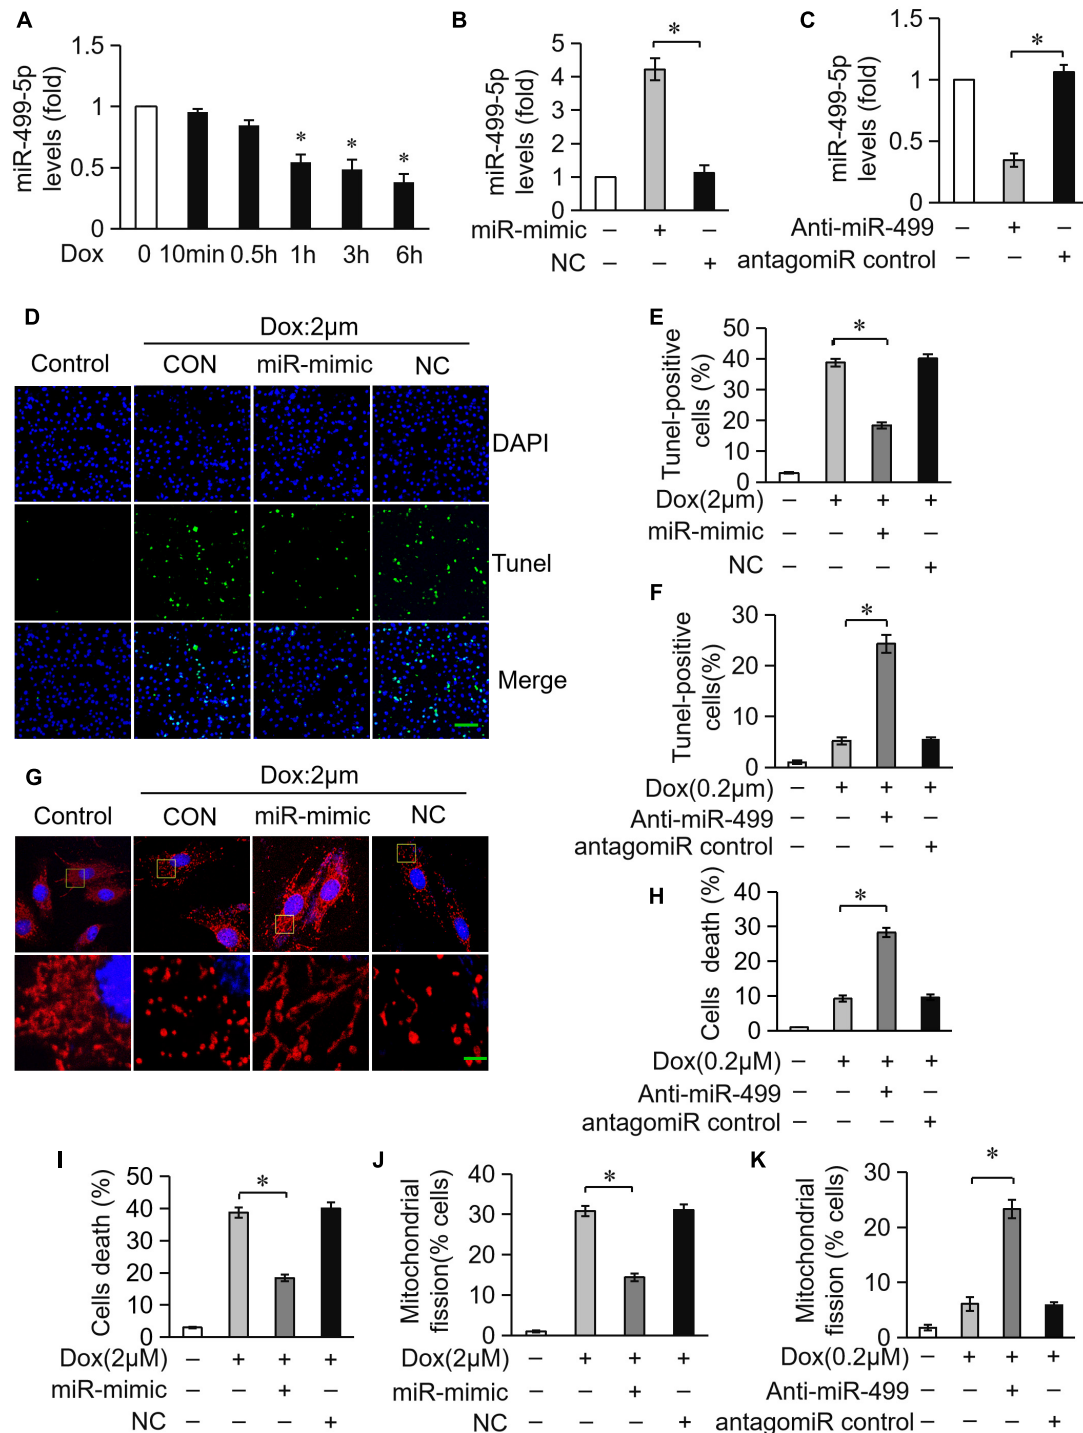 A
1.5
1
0.5
0
miR-499-5p
levels (fold)
* * *
Dox 0 10min 0.5h 1h 3h 6h
B
5
4
3
2
1
0
miR-499-5p
levels (fold)
*
miR-mimic – + –
NC – – +
C
1.5
1
0.5
0
miR-499-5p
levels (fold)
*
Anti-miR-499 – + –
antagomiR control – – +
D
Dox:2μm
Control CON miR-mimic NC
DAPI
Tunel
Merge
E
50
40
30
20
10
0
Tunel-positive
cells (%)
*
Dox(2μm) – + + +
miR-mimic – – + –
NC – – – +
F
30
20
10
0
Tunel-positive
cells(%)
*
Dox(0.2μm) – + + +
Anti-miR-499 – – + –
antagomiR control – – – +
G
Dox:2μm
Control CON miR-mimic NC
H
40
30
20
10
0
Cells death (%)
*
Dox(0.2μM) – + + +
Anti-miR-499 – – + –
antagomiR control – – – +
I
50
40
30
20
10
0
Cells death (%)
*
Dox(2μM) – + + +
miR-mimic – – + –
NC – – – +
J
40
30
20
10
0
Mitochondrial
fission(% cells)
*
Dox(2μM) – + + +
miR-mimic – – + –
NC – – – +
K
30
20
10
0
Mitochondrial
fission (% cells)
*
Dox(0.2μM) – + + +
Anti-miR-499 – – + –
antagomiR control – – – +